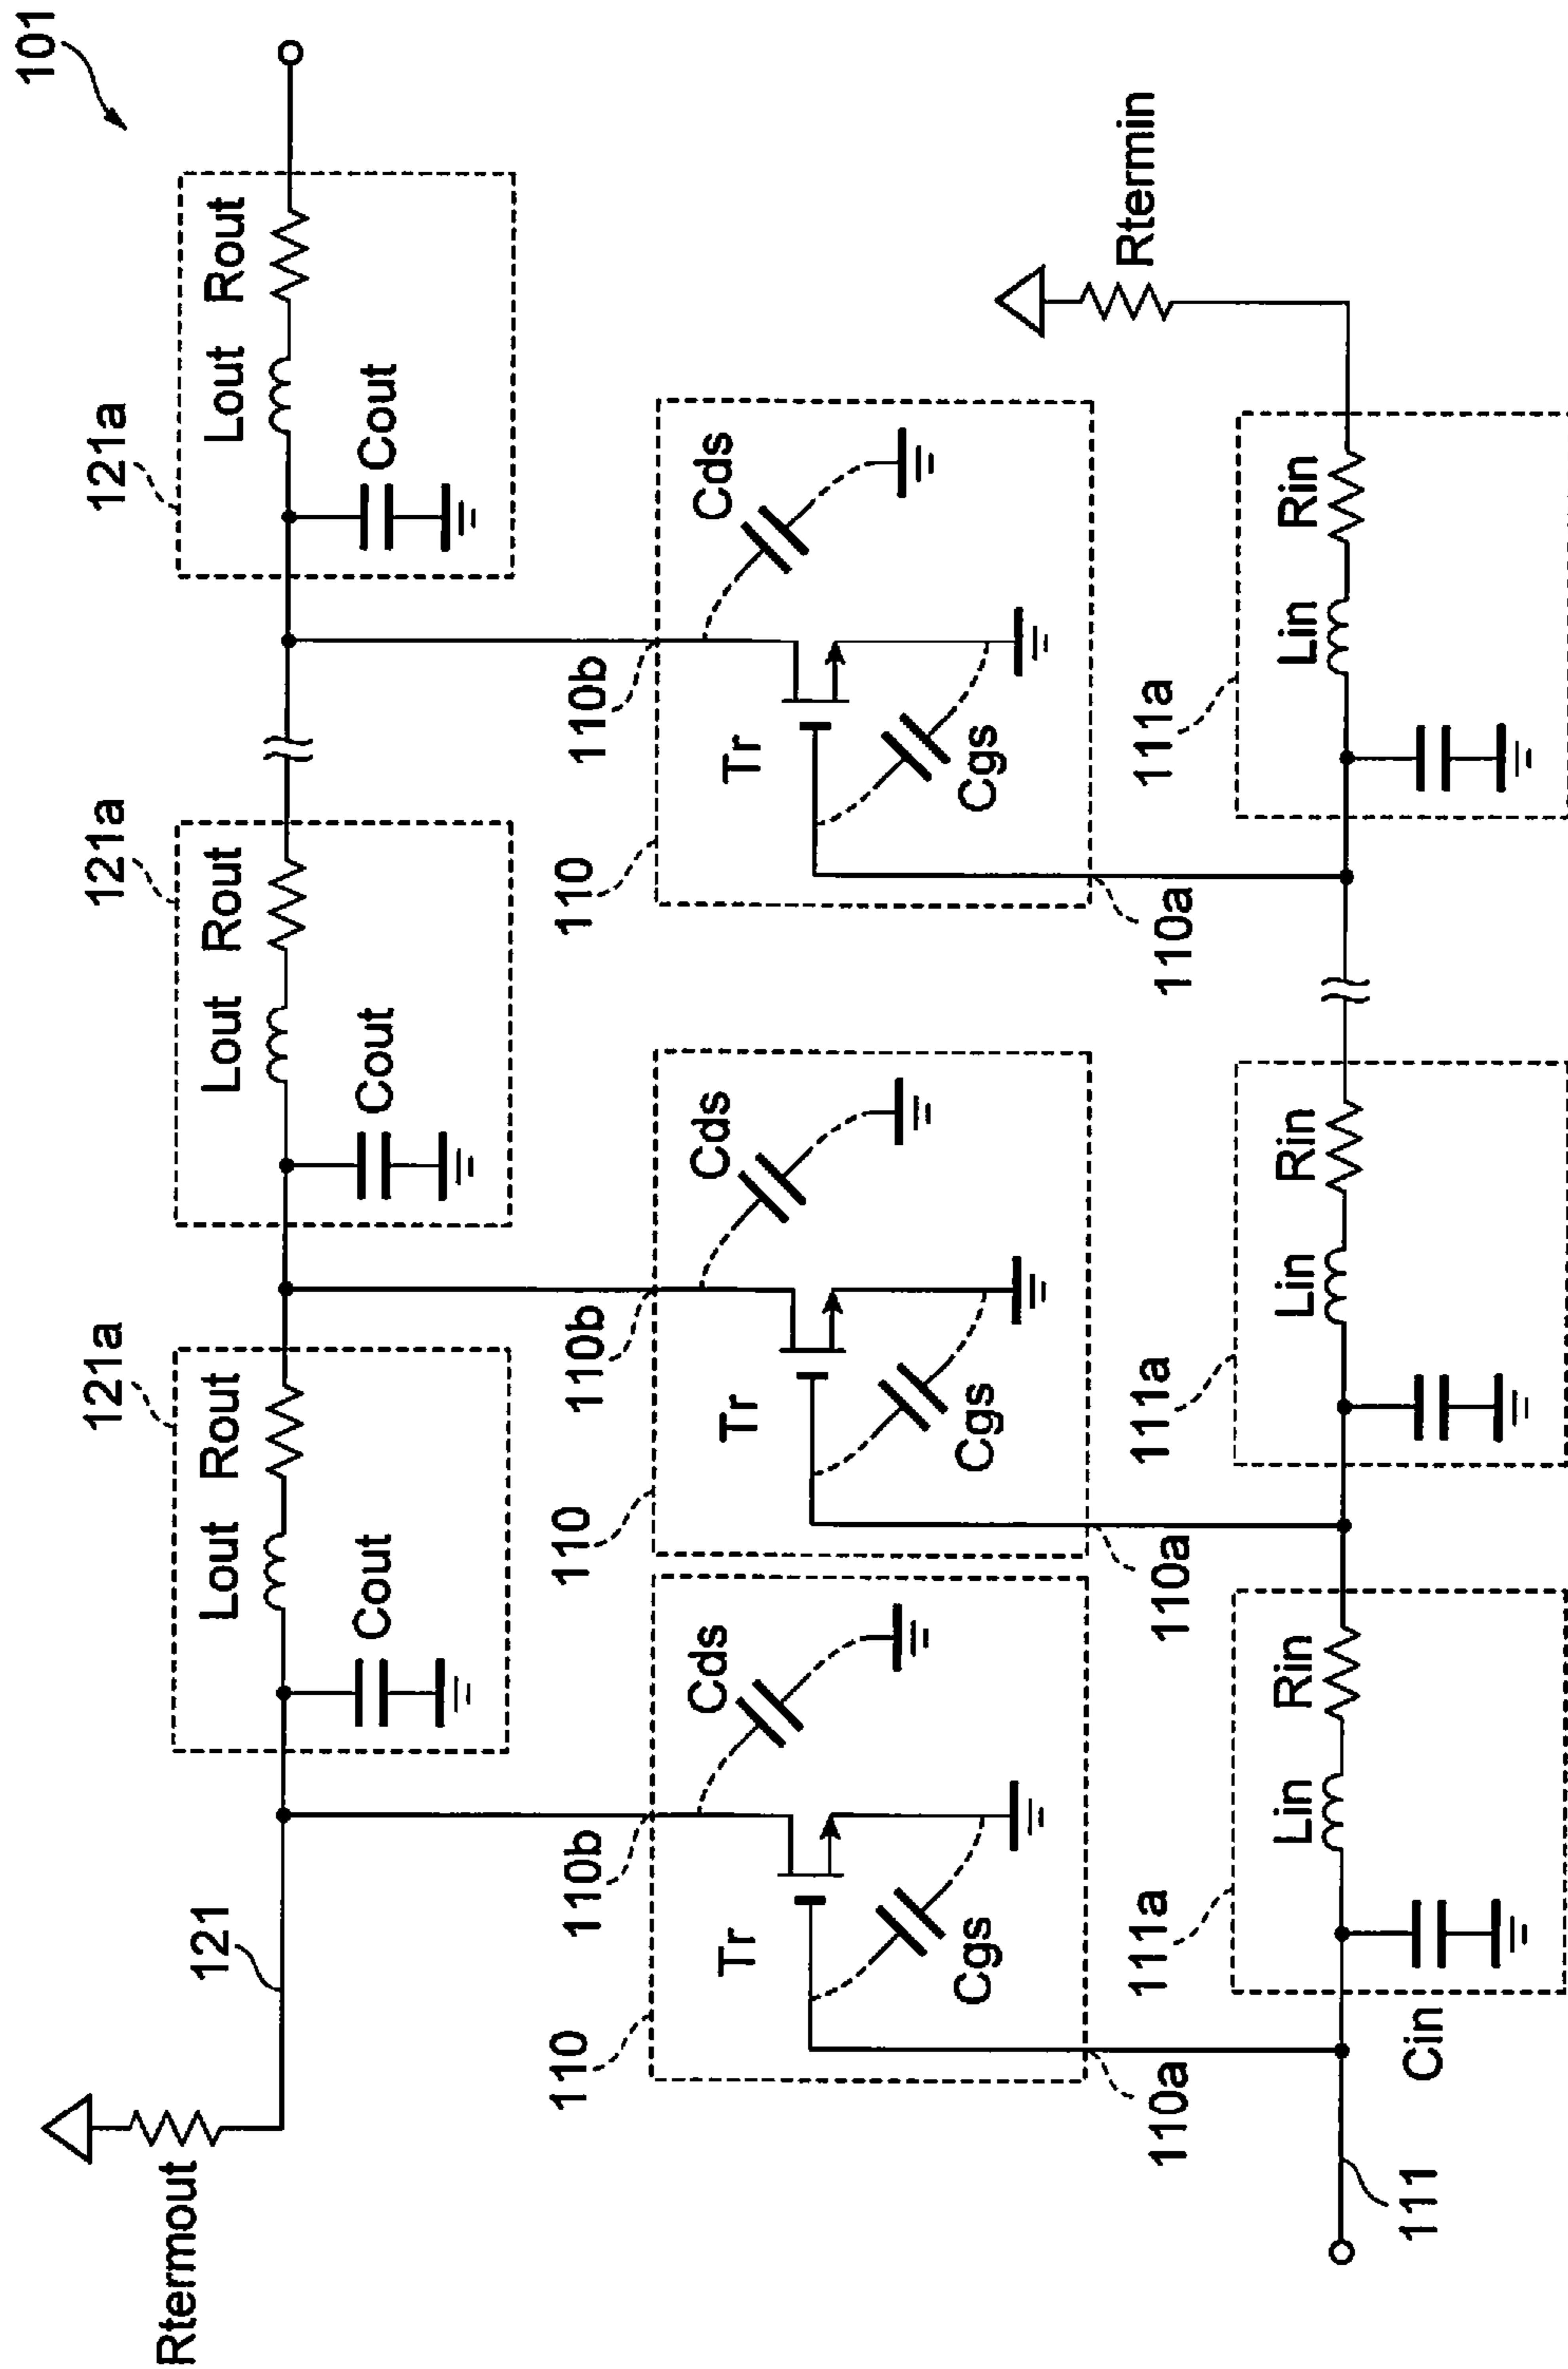 101
121a
121a
121a
Lout Rout
Lout Rout
Lout Rout
Cout
Cout
Cout
121
Rtermout
Rtermin
110
110b
Cds
Tr
Cgs
110a
110
110b
Cds
Tr
Cgs
110a
110
110b
Cds
Tr
Cgs
110a
111a
Lin Rin
111a
Lin Rin
111a
Lin Rin
Cin
111